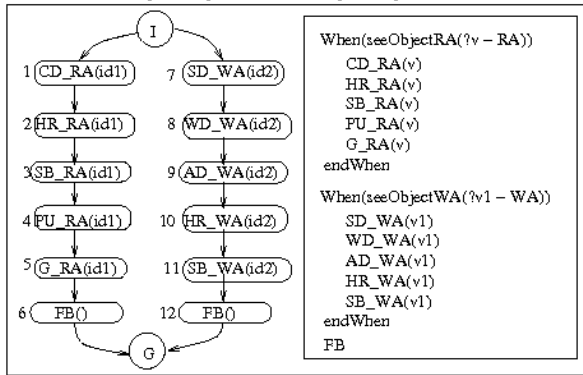 I
1 CD_RA(id1)
7 SD_WA(id2)
2 HR_RA(id1)
8 WD_WA(id2)
3 SB_RA(id1)
9 AD_WA(id2)
4 PU_RA(id1)
10 HR_WA(id2)
5 G_RA(id1)
11 SB_WA(id2)
6 FB()
12 FB()
G
When(seeObjectRA(?v – RA))
CD_RA(v)
HR_RA(v)
SB_RA(v)
PU_RA(v)
G_RA(v)
endWhen
When(seeObjectWA(?v1 – WA))
SD_WA(v1)
WD_WA(v1)
AD_WA(v1)
HR_WA(v1)
SB_WA(v1)
endWhen
FB